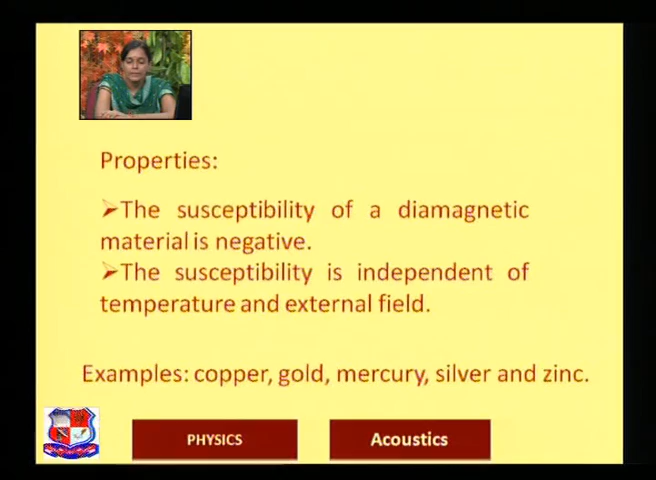 Properties:
➢The susceptibility of a diamagnetic
material is negative.
➢The susceptibility is independent of
temperature and external field.
Examples: copper, gold, mercury, silver and zinc.
PHYSICS
Acoustics